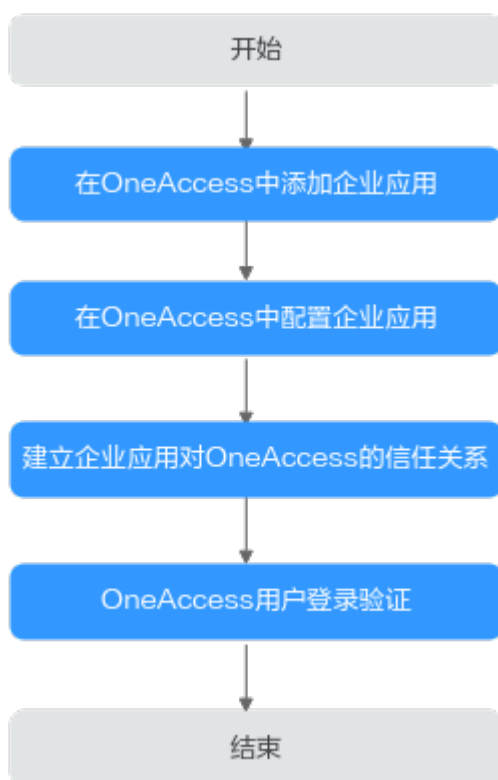 开始
在OneAccess中添加企业应用
在OneAccess中配置企业应用
建立企业应用对OneAccess的信任关系
OneAccess用户登录验证
结束